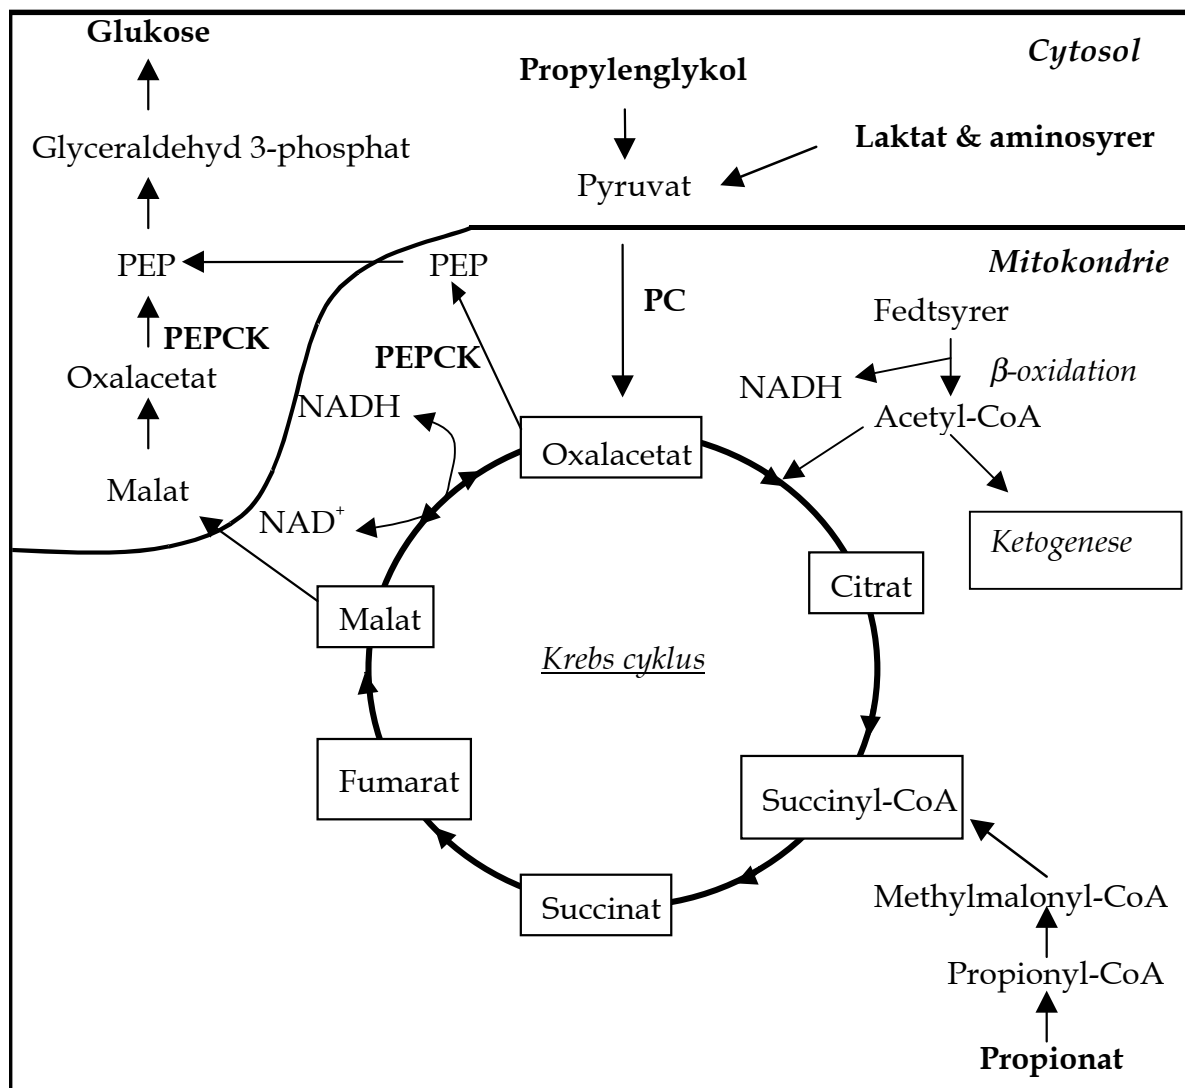 Glukose
Cytosol
Propylenglykol
Laktat & aminosyrer
Glyceraldehyd 3-phosphat
Pyruvat
PEP
PEP
Mitokondrie
PC
Fedtsyrer
PEPCK
PEPCK
Oxalacetat
β-oxidation
NADH
NADH
Acetyl-CoA
Oxalacetat
Malat
NAD⁺
Ketogenese
Citrat
Malat
Krebs cyklus
Fumarat
Succinyl-CoA
Succinat
Methylmalonyl-CoA
Propionyl-CoA
Propionat